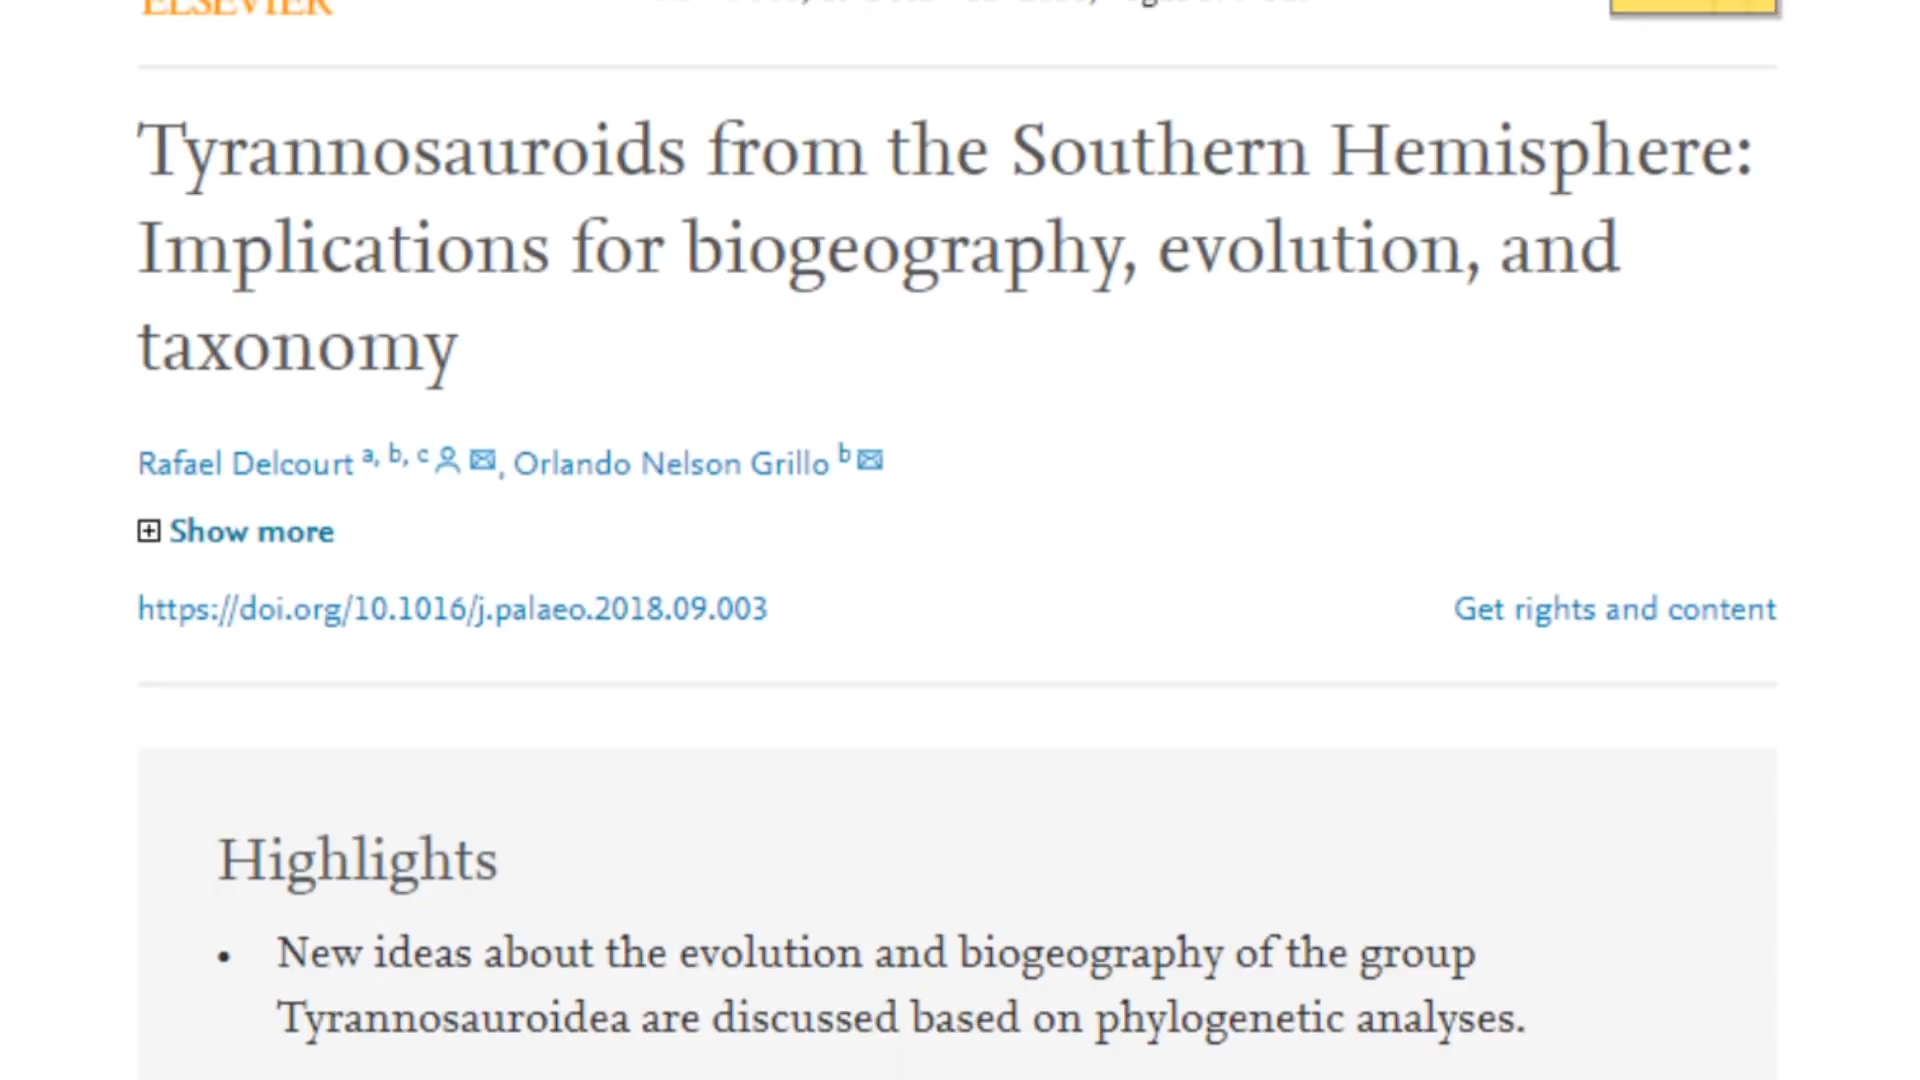 ELSEVIER
Tyrannosauroids from the Southern Hemisphere:
Implications for biogeography, evolution, and
taxonomy
Rafael Delcourt a, b, c, Orlando Nelson Grillo b
Show more
https://doi.org/10.1016/j.palaeo.2018.09.003
Get rights and content
Highlights
• New ideas about the evolution and biogeography of the group
Tyrannosauroidea are discussed based on phylogenetic analyses.